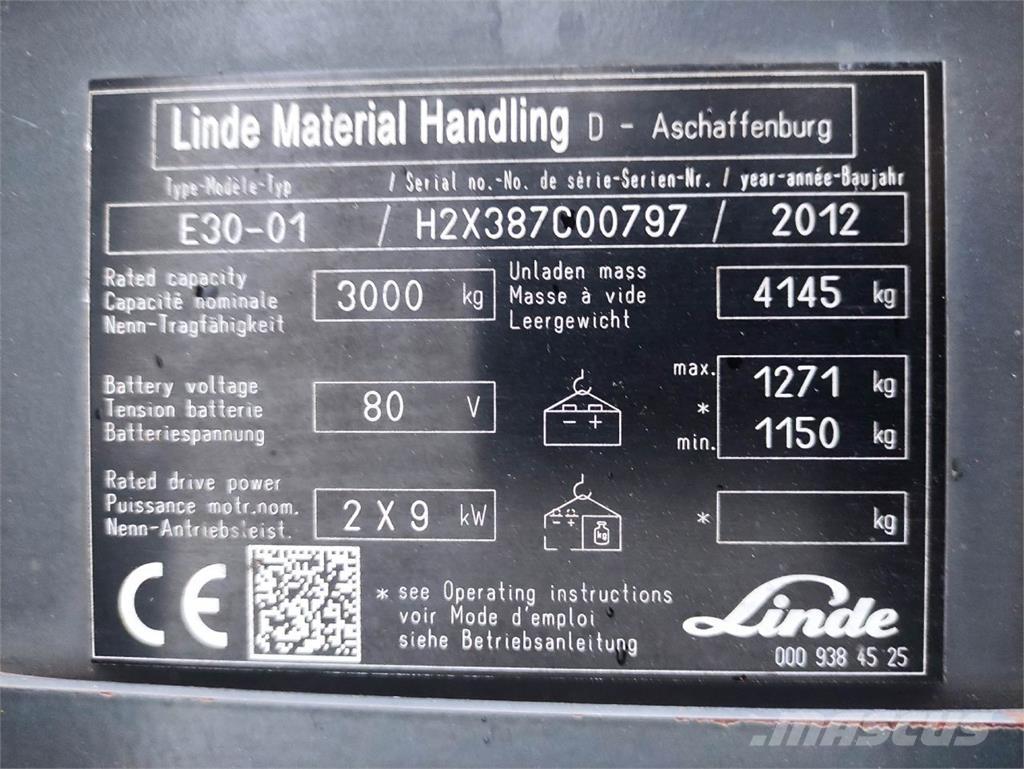 Linde Material Handling D - Aschaffenburg
Type-Modèle-Typ / Serial no.-No. de série-Serien-Nr. / year-année-Baujahr
E30-01 / H2X387C00797 / 2012
Rated capacity
Capacité nominale
Nenn-Tragfähigkeit
3000 kg
Unladen mass
Masse à vide
Leergewicht
4145 kg
Battery voltage
Tension batterie
Batteriespannung
80 V
- +
max. 1271 kg
*
min. 1150 kg
Rated drive power
Puissance motr.nom.
Nenn-Antriebsleist.
2 X 9 kW
- +
kg
* kg
CE
* see Operating instructions
voir Mode d'emploi
siehe Betriebsanleitung
Linde
000 938 45 25
MASCUS